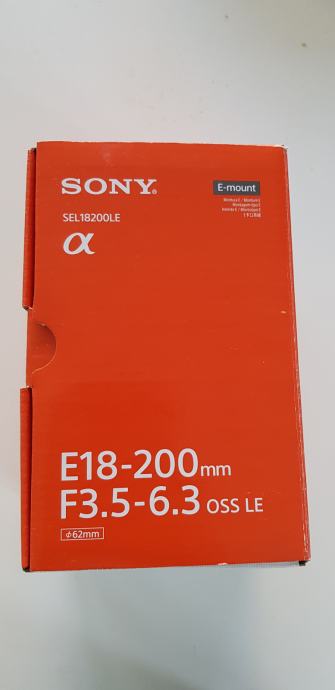 SONY®
E-mount
SEL18200LE
α
E18-200mm
F3.5-6.3 OSS LE
φ62mm